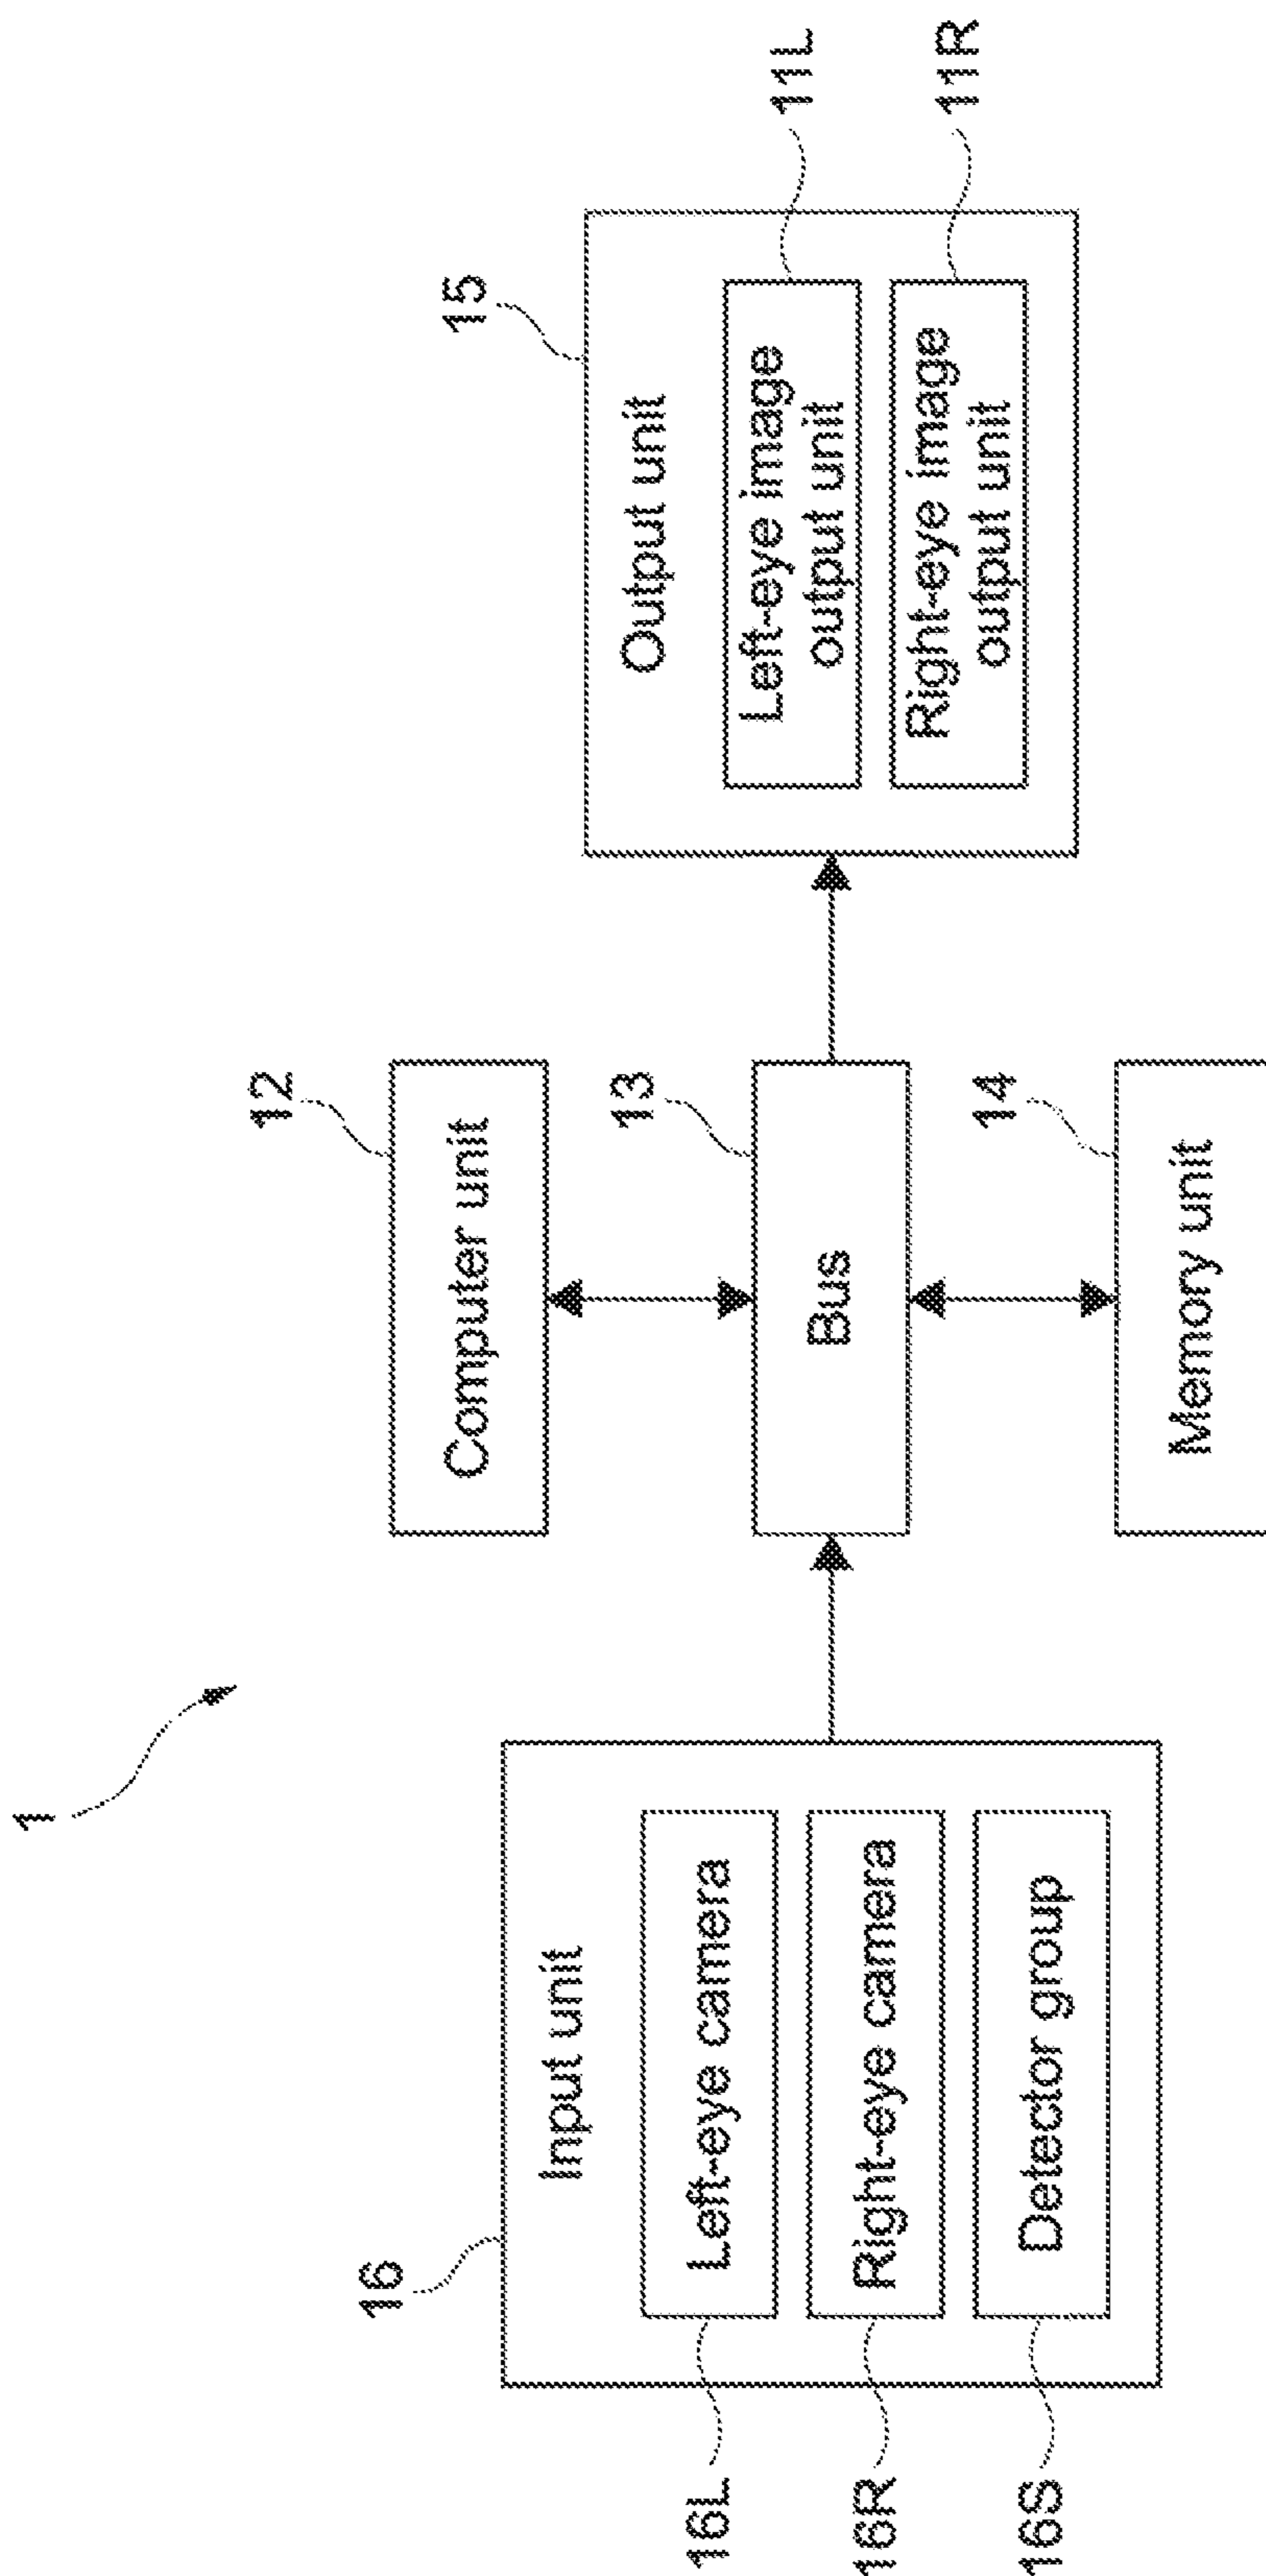 1
16
Input unit
Left-eye camera
Right-eye camera
Detector group
16L
16R
16S
12
Computer unit
13
Bus
14
Memory unit
15
Output unit
Left-eye image
output unit
Right-eye image
output unit
11L
11R